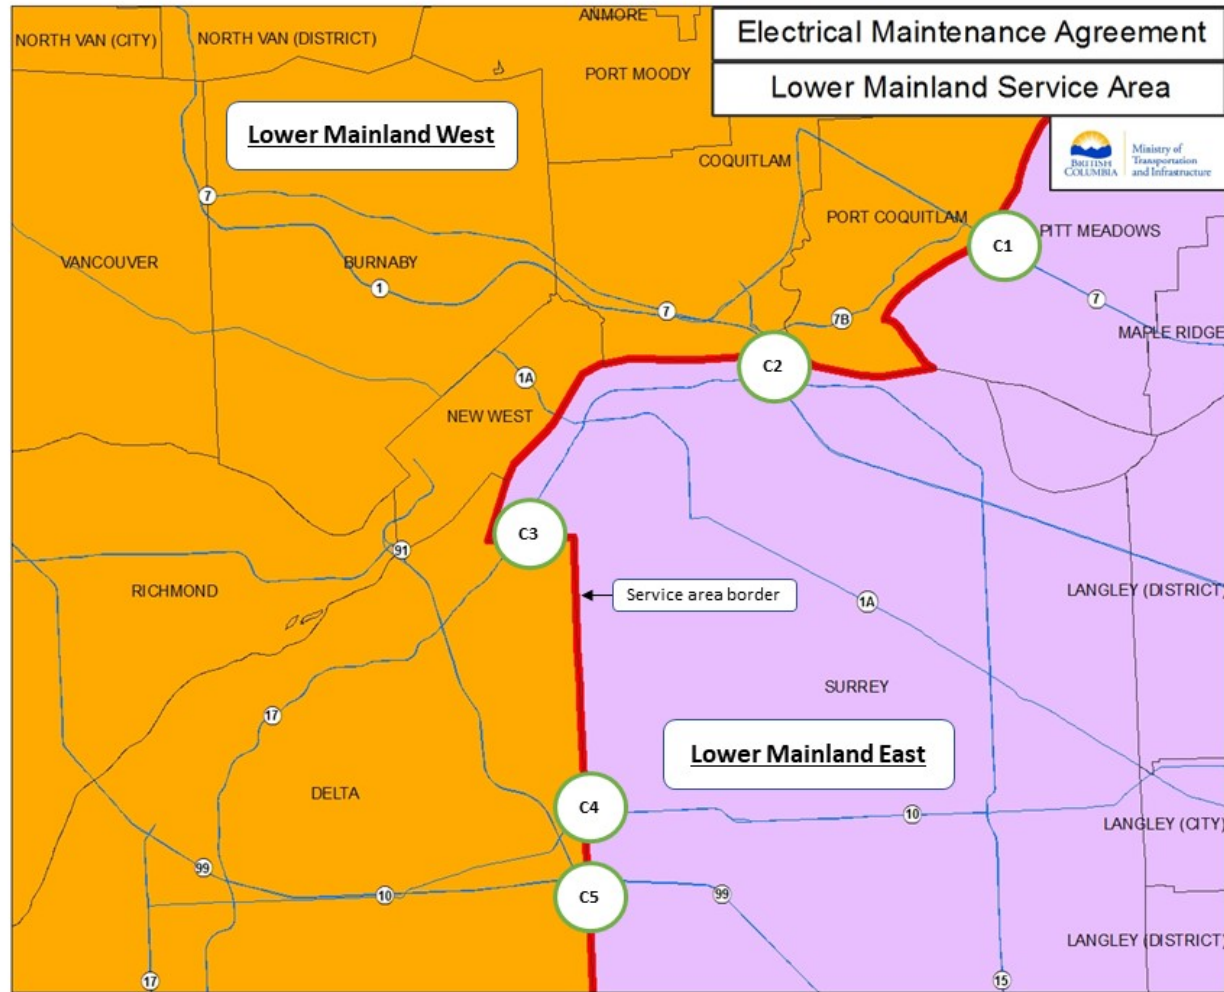 ANMORE
Electrical Maintenance Agreement
NORTH VAN (CITY)
NORTH VAN (DISTRICT)
PORT MOODY
Lower Mainland Service Area
Lower Mainland West
BRITISH
COLUMBIA
Ministry of
Transportation
and Infrastructure
COQUITLAM
7
PORT COQUITLAM
C1
PITT MEADOWS
VANCOUVER
BURNABY
1
7
7
7B
MAPLE RIDGE
C2
1A
NEW WEST
C3
91
RICHMOND
Service area border
1A
LANGLEY (DISTRICT)
SURREY
17
Lower Mainland East
DELTA
C4
10
LANGLEY (CITY)
99
10
C5
99
LANGLEY (DISTRICT)
17
15